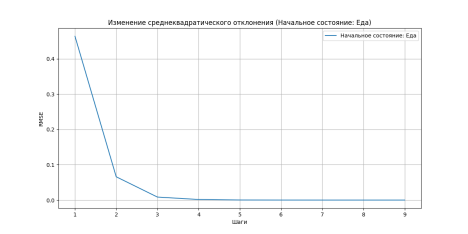 Изменение среднеквадратического отклонения (Начальное состояние: Еда)
Начальное состояние: Еда
RMSE
0.4
0.3
0.2
0.1
0.0
1 2 3 4 5 6 7 8 9
Шаги